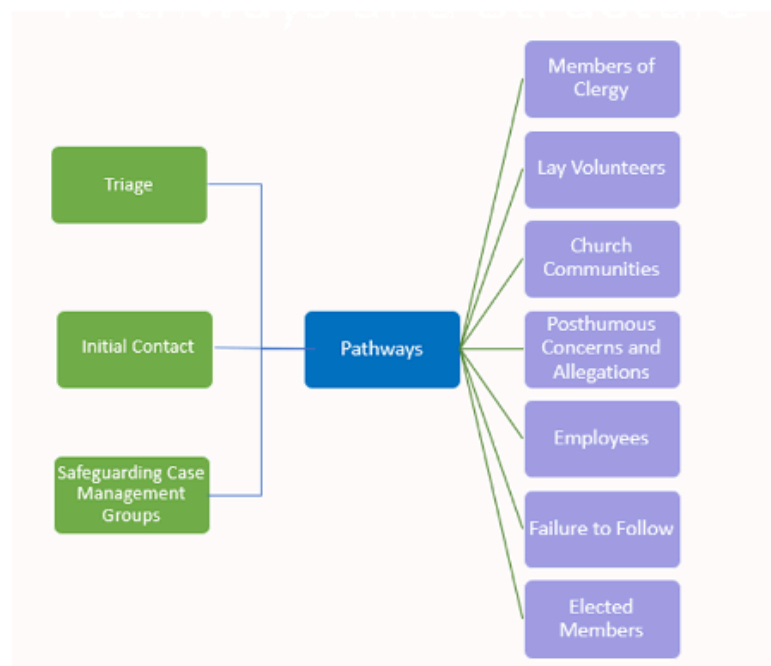 Triage
Initial Contact
Safeguarding Case
Management
Groups
Pathways
Members of
Clergy
Lay Volunteers
Church
Communities
Posthumous
Concerns and
Allegations
Employees
Failure to Follow
Elected
Members